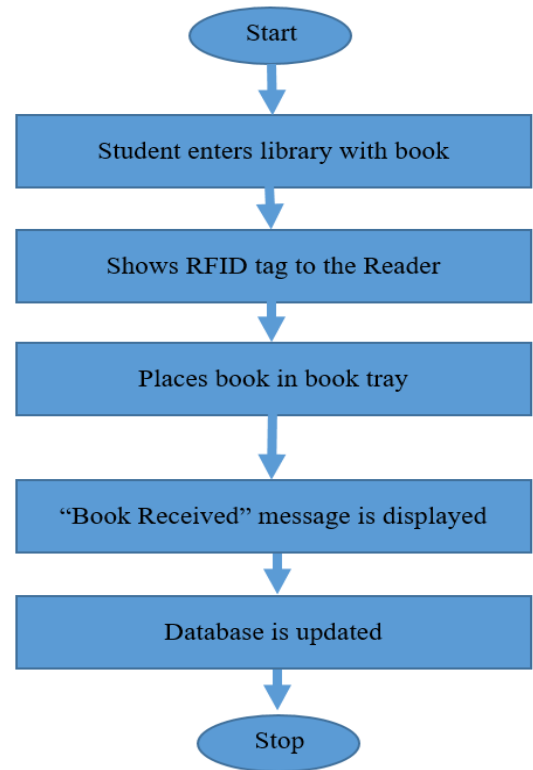 Start
Student enters library with book
Shows RFID tag to the Reader
Places book in book tray
“Book Received” message is displayed
Database is updated
Stop